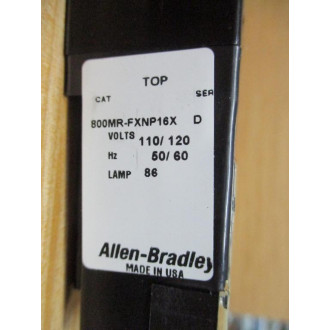 TOP
CAT SER
800MR-FXNP16X D
VOLTS 110/ 120
Hz 50/ 60
LAMP 86
Allen-Bradley
MADE IN USA